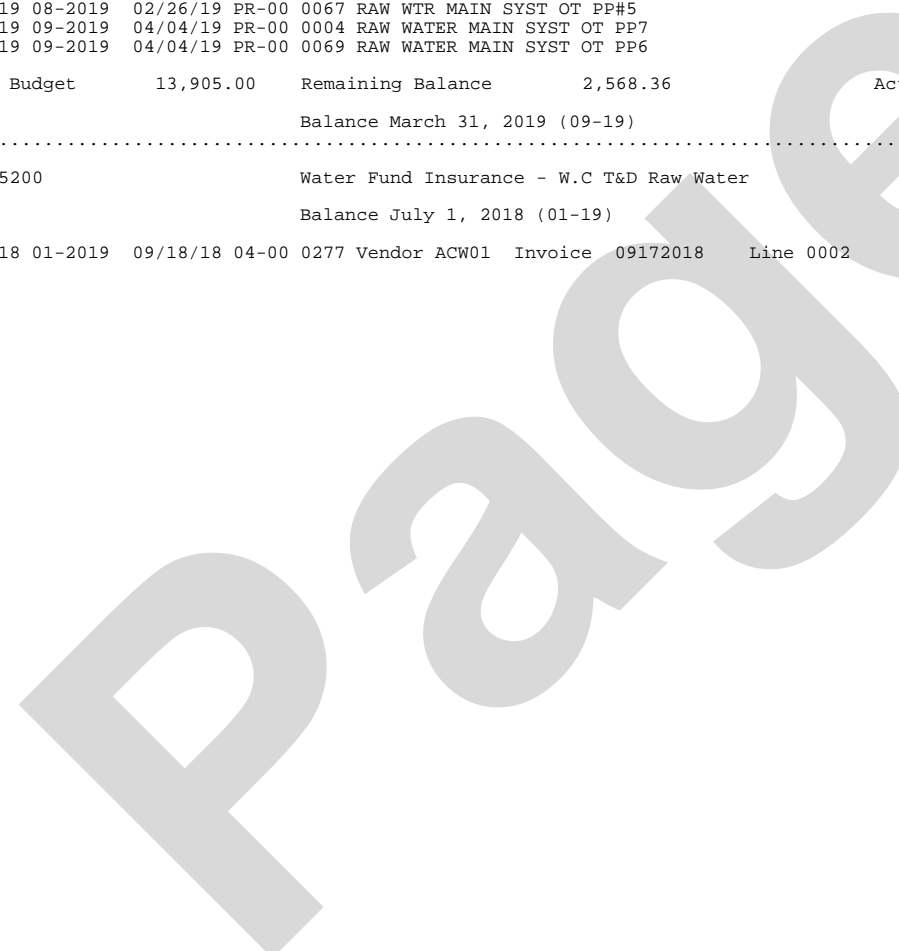 19 08-2019 02/26/19 PR-00 0067 RAW WTR MAIN SYST OT PP#5
19 09-2019 04/04/19 PR-00 0004 RAW WATER MAIN SYST OT PP7
19 09-2019 04/04/19 PR-00 0069 RAW WATER MAIN SYST OT PP6
Budget 13,905.00 Remaining Balance 2,568.36 Ac
Balance March 31, 2019 (09-19)
................................................................................
5200 Water Fund Insurance - W.C T&D Raw Water
Balance July 1, 2018 (01-19)
18 01-2019 09/18/18 04-00 0277 Vendor ACW01 Invoice 09172018 Line 0002
Page